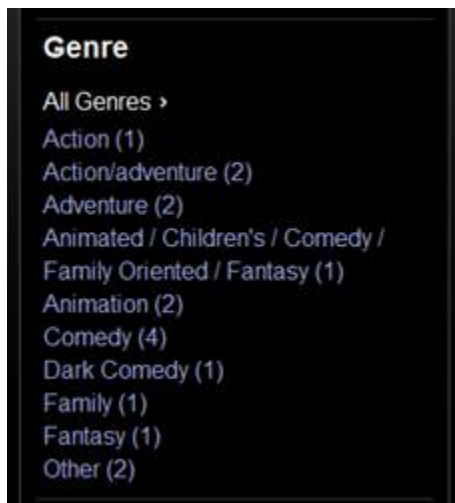 Genre
All Genres ›
Action (1)
Action/adventure (2)
Adventure (2)
Animated / Children's / Comedy /
Family Oriented / Fantasy (1)
Animation (2)
Comedy (4)
Dark Comedy (1)
Family (1)
Fantasy (1)
Other (2)